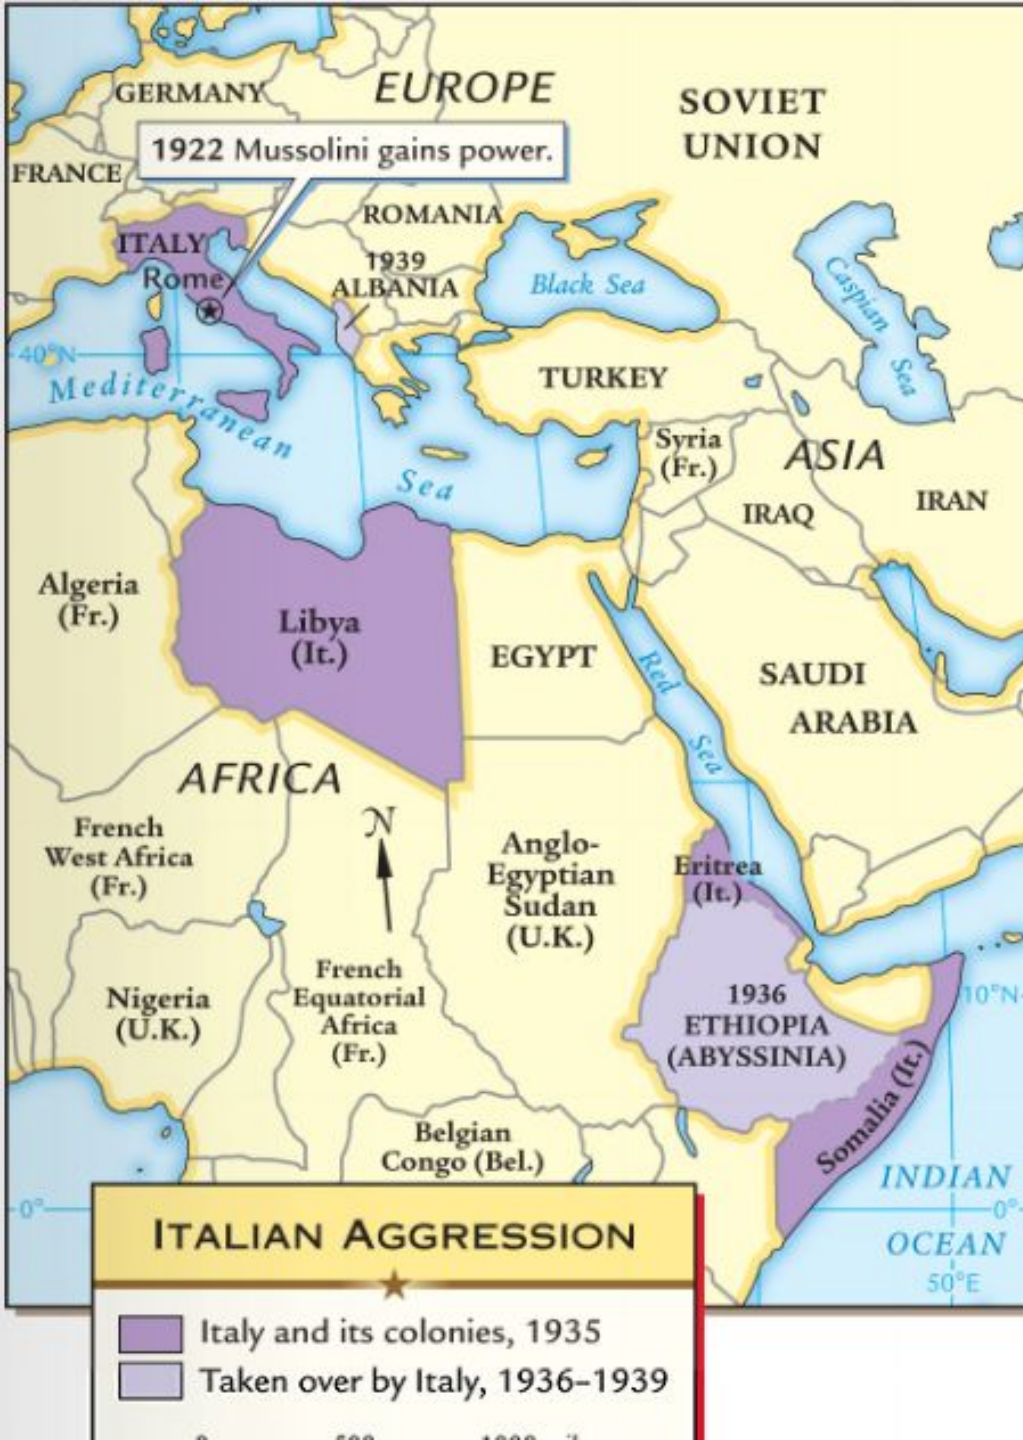 GERMANY
EUROPE
SOVIET
UNION
1922 Mussolini gains power.
FRANCE
ROMANIA
ITALY
Rome
1939
ALBANIA
Black Sea
Caspian
Sea
40°N
Mediterranean
Sea
TURKEY
Syria
(Fr.)
ASIA
IRAQ
IRAN
Algeria
(Fr.)
Libya
(It.)
EGYPT
Red
Sea
SAUDI
ARABIA
AFRICA
N
French
West Africa
(Fr.)
Anglo-
Egyptian
Sudan
(U.K.)
Eritrea
(It.)
Nigeria
(U.K.)
French
Equatorial
Africa
(Fr.)
1936
ETHIOPIA
(ABYSSINIA)
10°N
Somalia (It.)
Belgian
Congo (Bel.)
INDIAN
OCEAN
0°
0°
50°E
ITALIAN AGGRESSION
Italy and its colonies, 1935
Taken over by Italy, 1936–1939